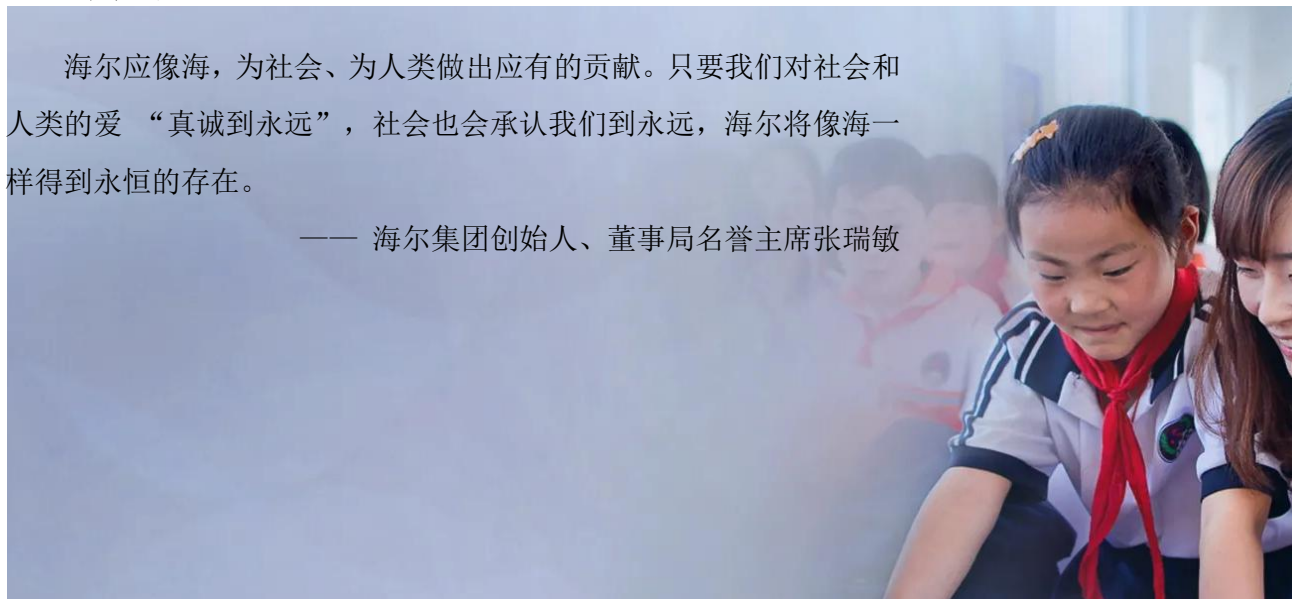 海尔应像海，为社会、为人类做出应有的贡献。只要我们对社会和
人类的爱 “真诚到永远”，社会也会承认我们到永远，海尔将像海一
样得到永恒的存在。
—— 海尔集团创始人、董事局名誉主席张瑞敏